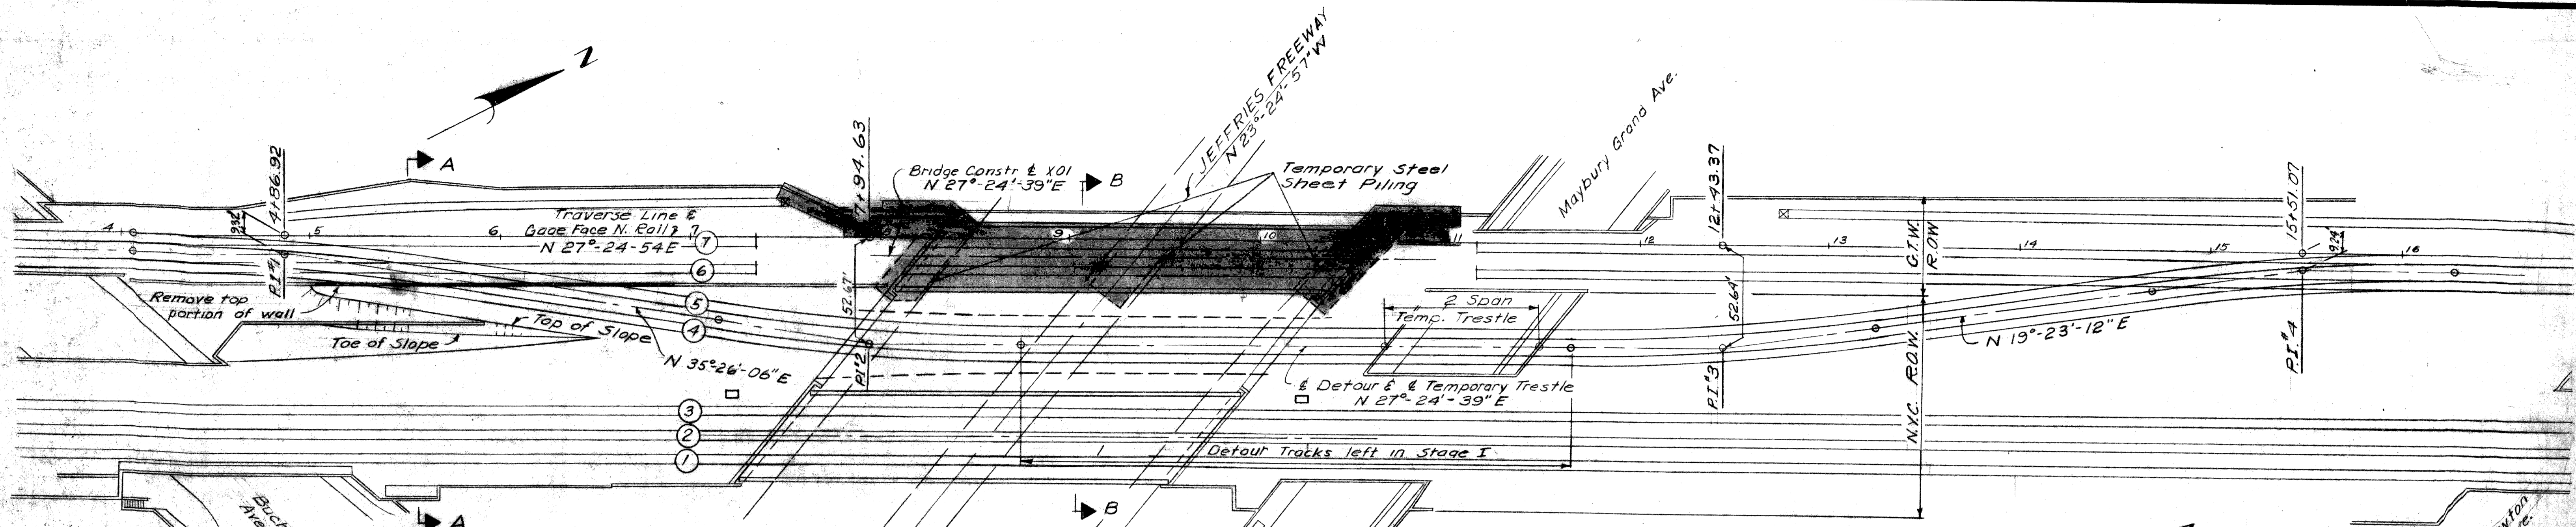 Z
A
4+86.92
9.32'
P.I.#1
4
5
6
7
Traverse Line &
Gage Face N. Rail
N 27°-24'-54E
7
6
5
4
3
2
1
Remove top
portion of wall
Top of Slope
Toe of Slope
N 35°-26'-06"E
7+94.63
52.67'
P.I.#2
Bridge Constr ℄ X01
N 27°-24'-39"E
B
JEFFRIES FREEWAY
N 23°-24'-57"W
Temporary Steel
Sheet Piling
9
10
11
Maybury Grand Ave.
2 Span
Temp. Trestle
℄ Detour & ℄ Temporary Trestle
N 27°-24'-39"E
Detour Tracks left in Stage I
12+43.37
52.64'
P.I.#3
12
13
14
15
16
G.T.W.
R.O.W
N.Y.C. R.O.W.
N 19°-23'-12"E
15+51.07
9.24'
P.I.#4
A
B
Ave.